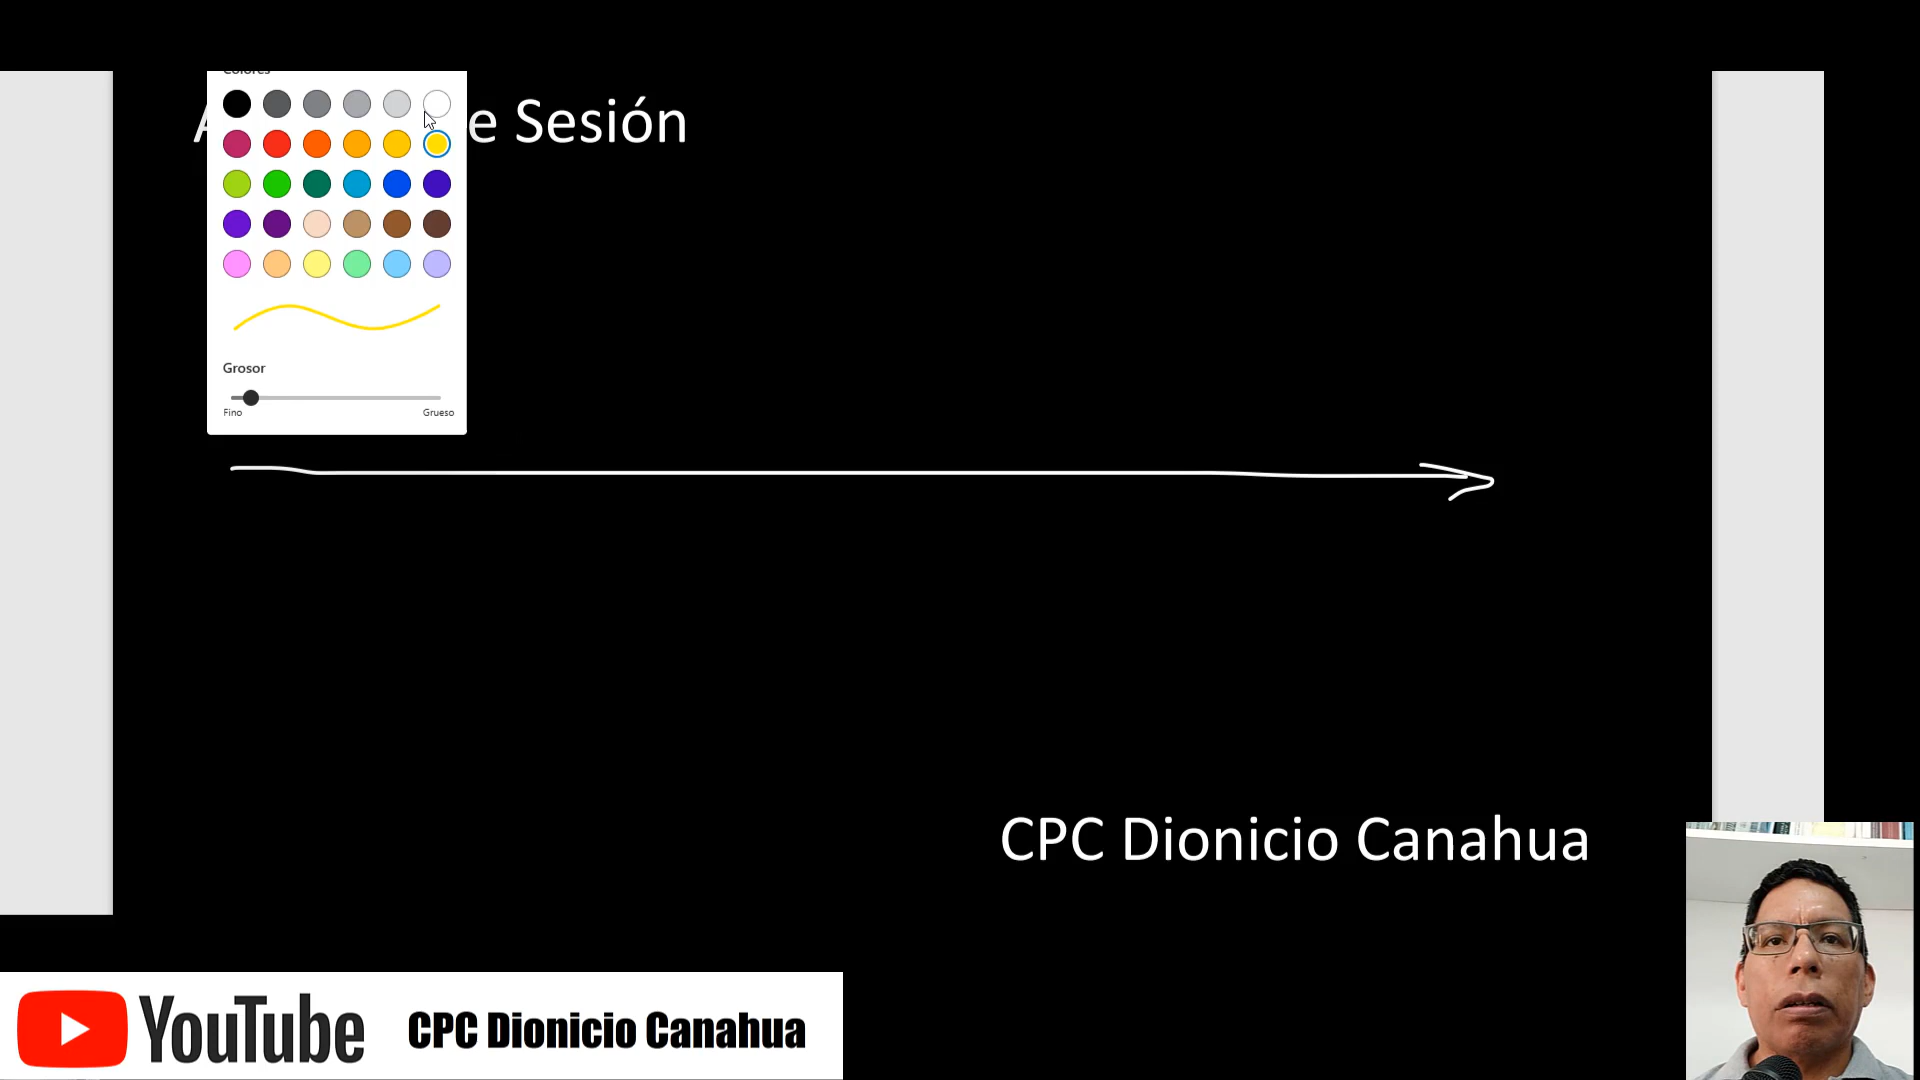 Colores
e Sesión
Grosor
Fino Grueso
CPC Dionicio Canahua
YouTube CPC Dionicio Canahua